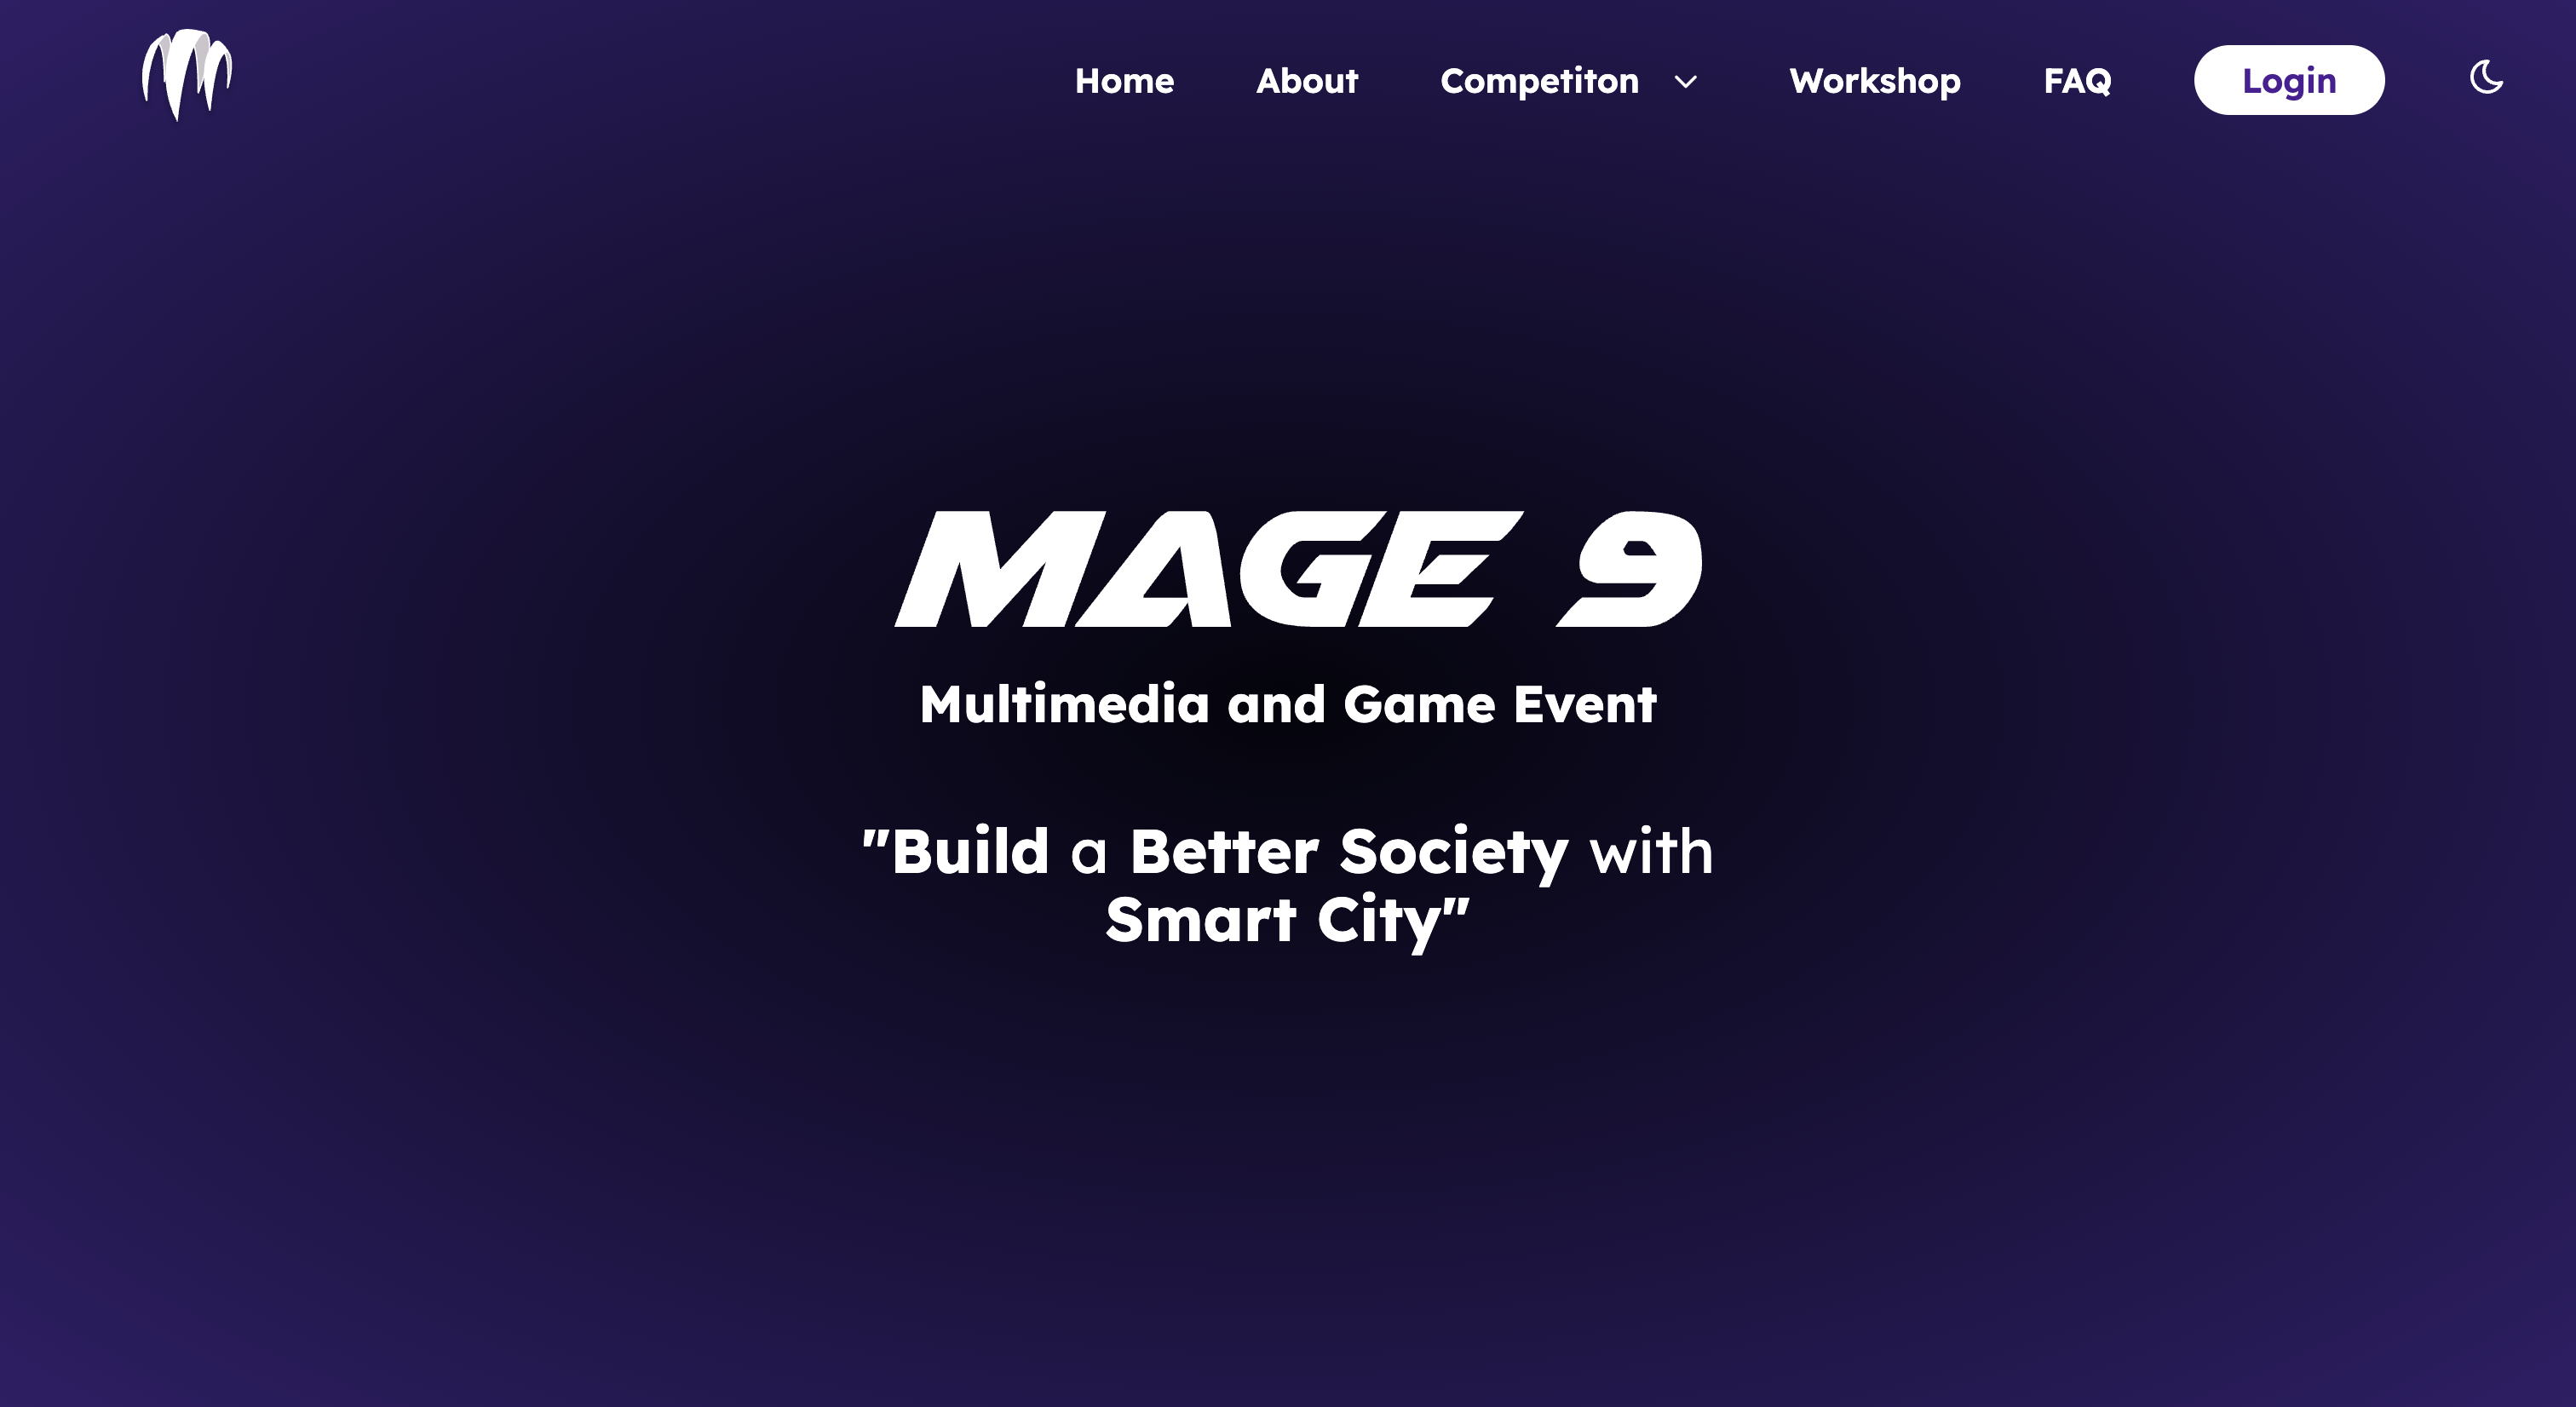 Home About Competiton Workshop FAQ Login
MAGE 9
Multimedia and Game Event
"Build a Better Society with
Smart City"